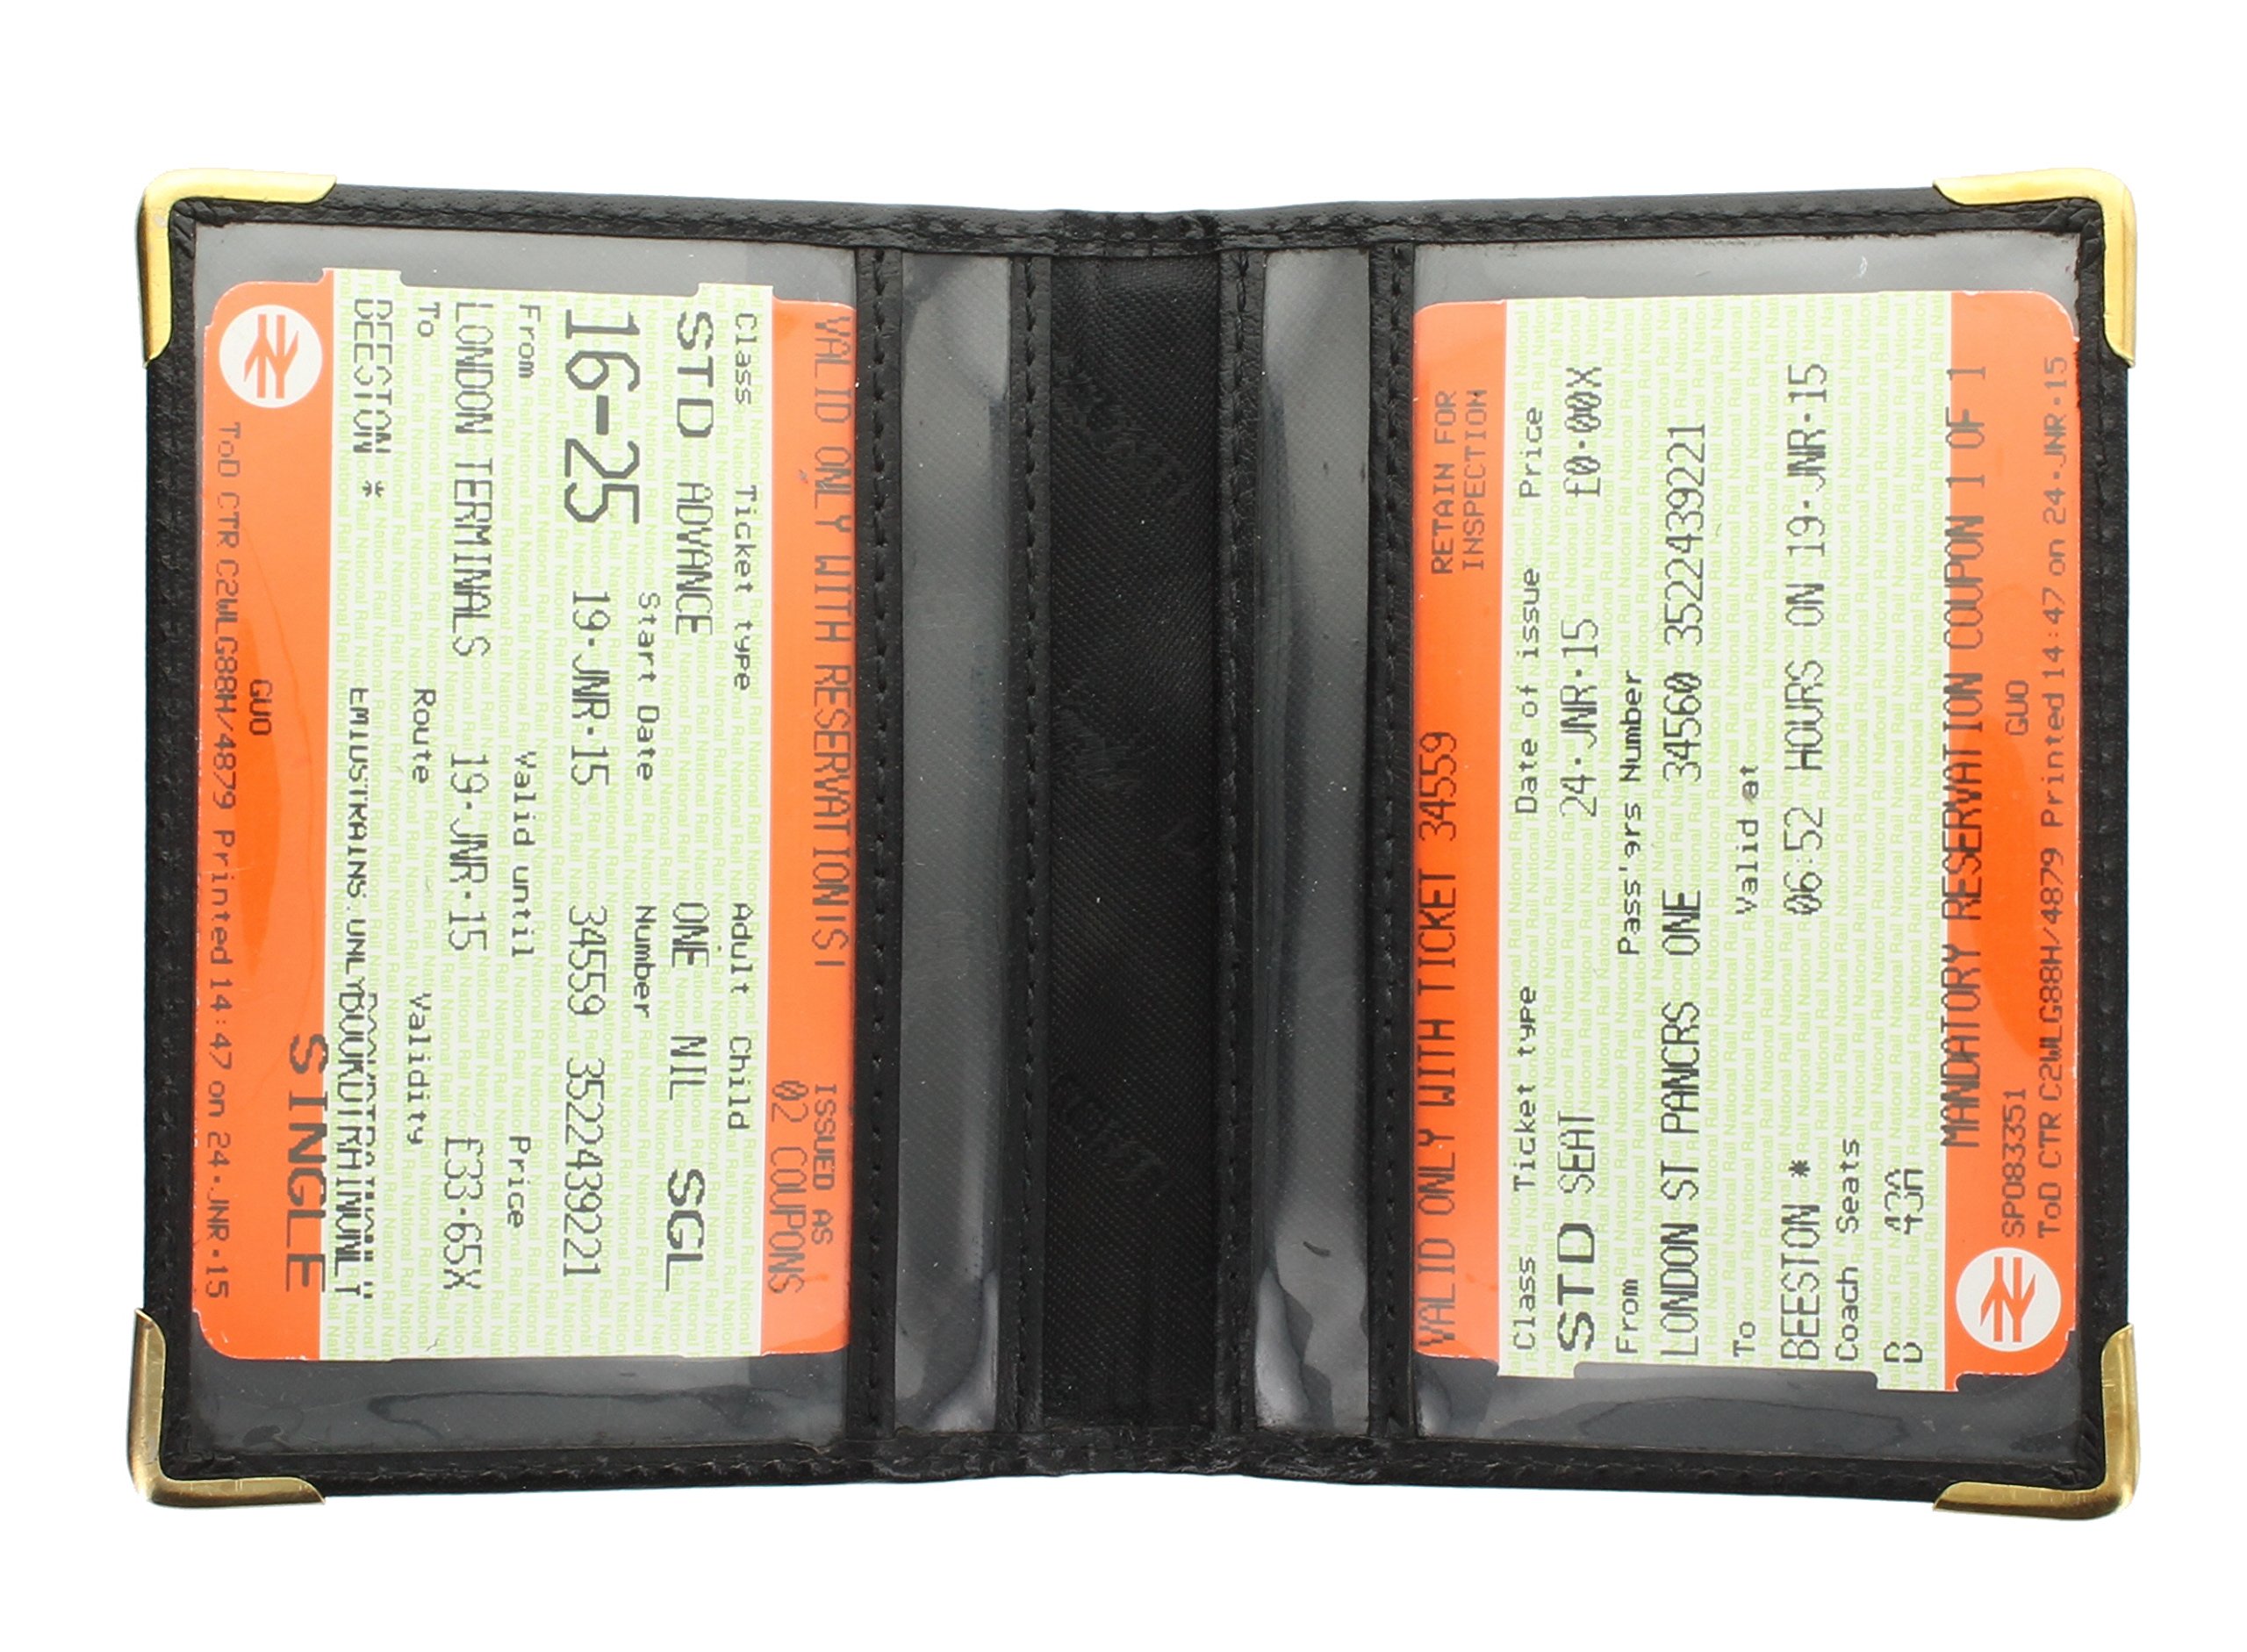 VALID ONLY WITH RESERVATION(S) ISSUED AS
02 COUPONS
Class Ticket type Adult Child
STD ADVANCE ONE NIL SGL
Start Date Number
16-25 19·JNR·15 34559 3522439221
From Valid until Price
LONDON TERMINALS 19·JNR·15 £33·65X
To Route Validity
BEESTON *
SINGLE
GUO
ToD CTR C2WLG88H/4879 Printed 14:47 on 24·JNR·15
VALID ONLY WITH TICKET 34559 RETAIN FOR
INSPECTION
Class Ticket type Date of issue Price
STD SEAT 24·JNR·15 £0·00X
From Pass'grs Number
LONDON ST PANCRS ONE 34560 3522439221
To Valid at
BEESTON * 06:52 HOURS ON 19·JNR·15
Coach Seats
D 43A
MANDATORY RESERVATION COUPON 1 OF 1
SP083351 GUO
ToD CTR C2WLG88H/4879 Printed 14:47 on 24·JNR·15